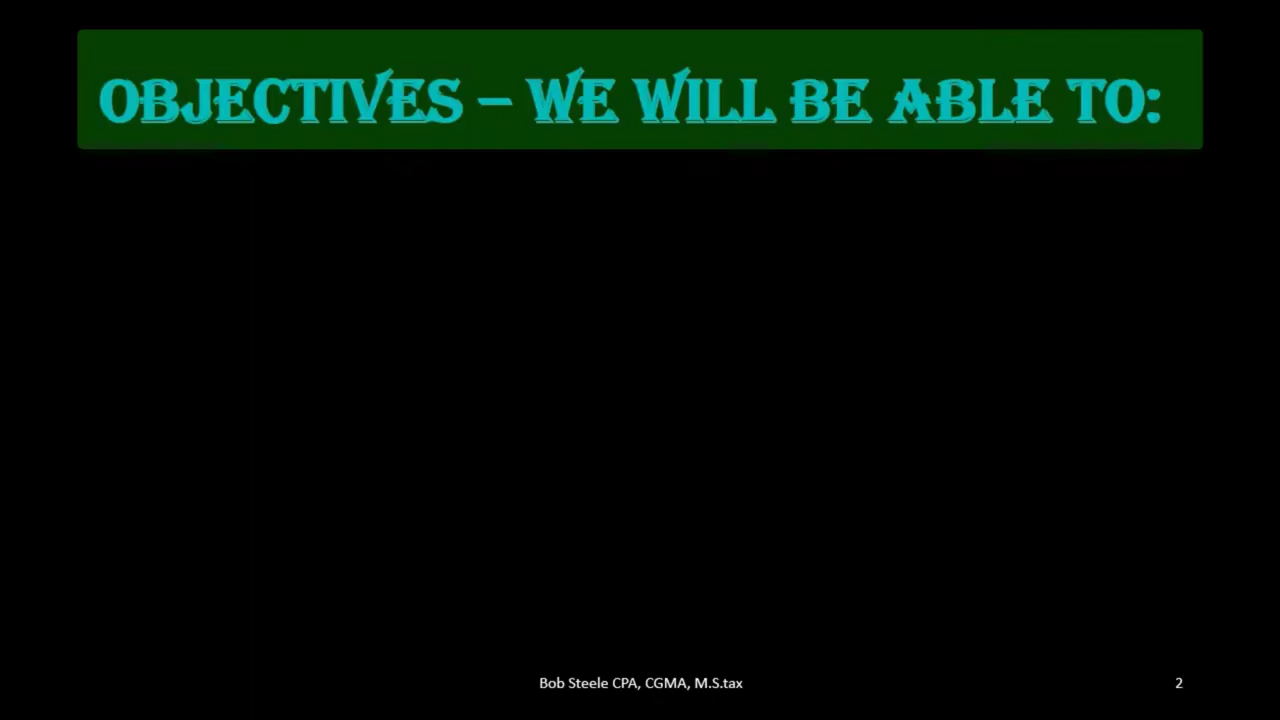 OBJECTIVES – WE WILL BE ABLE TO:
Bob Steele CPA, CGMA, M.S.tax
2